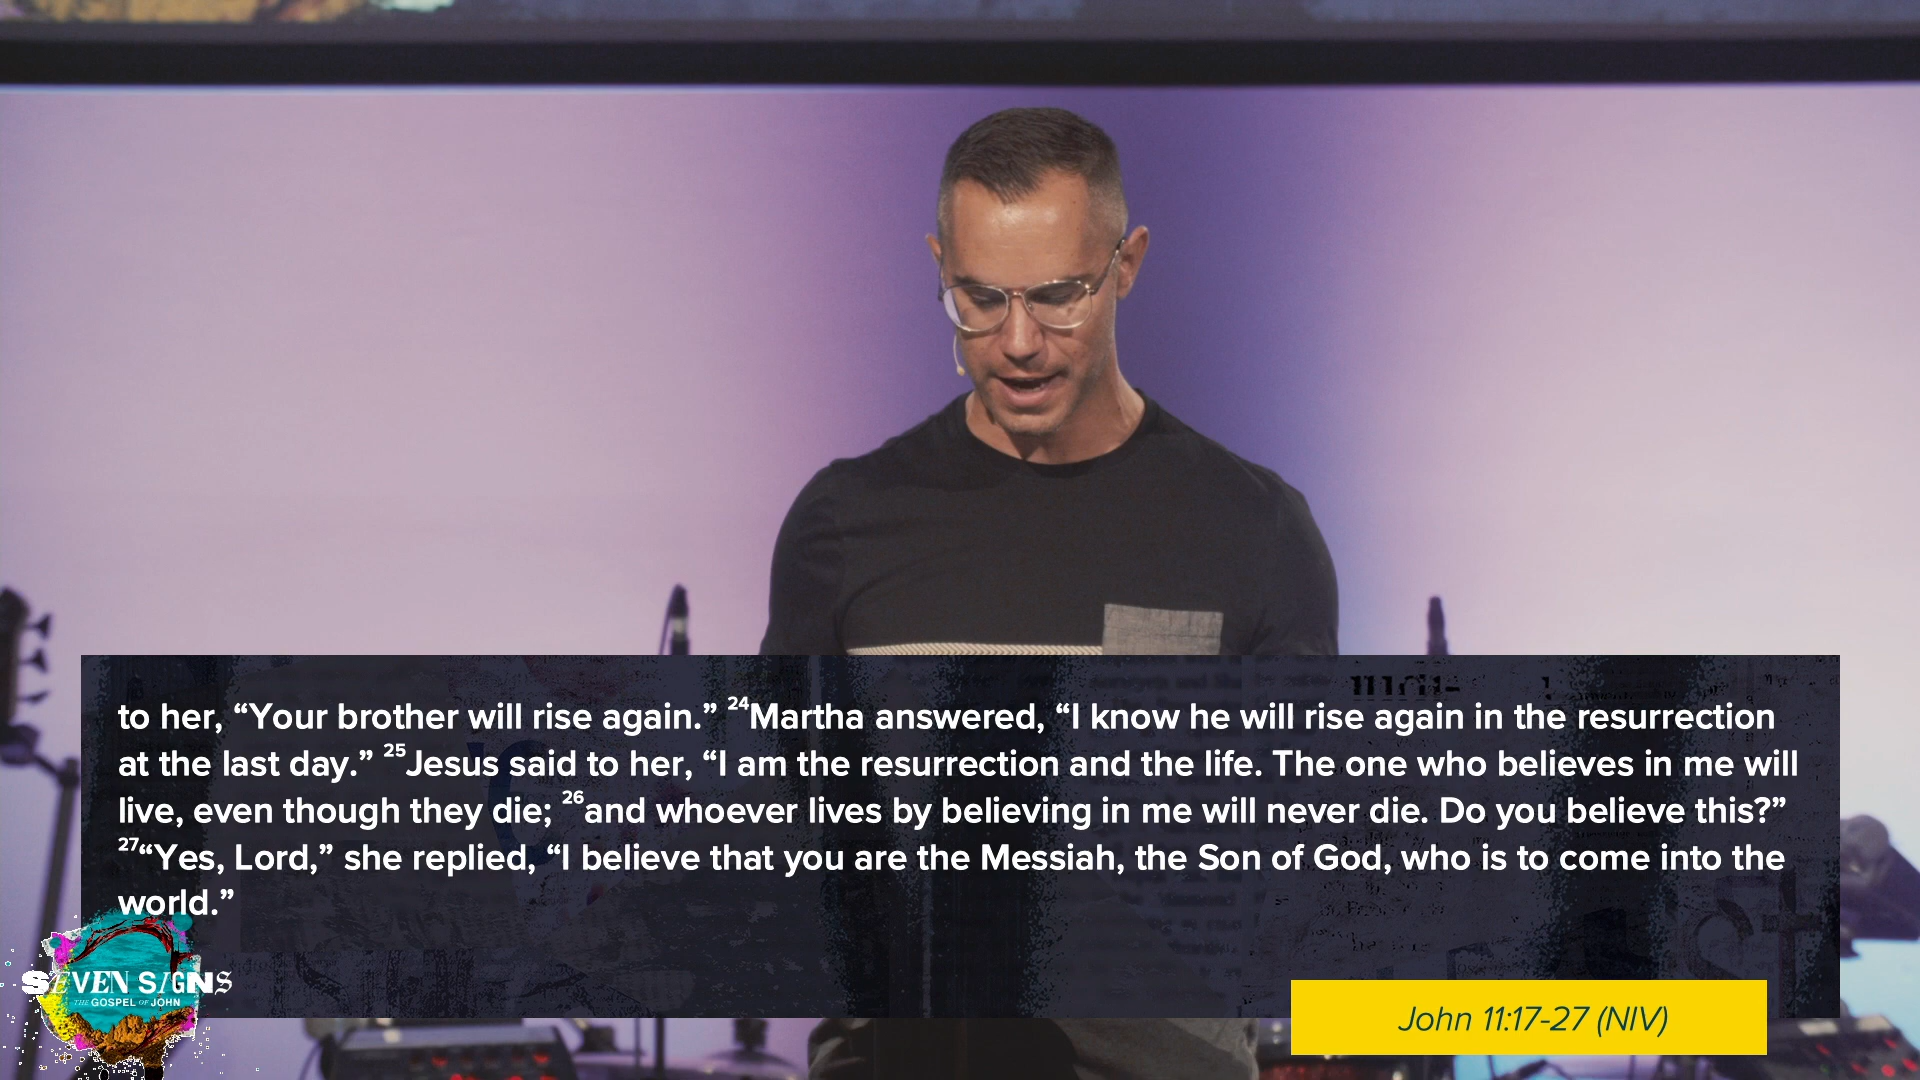 to her, “Your brother will rise again.” 24Martha answered, “I know he will rise again in the resurrection
at the last day.” 25Jesus said to her, “I am the resurrection and the life. The one who believes in me will
live, even though they die; 26and whoever lives by believing in me will never die. Do you believe this?”
27“Yes, Lord,” she replied, “I believe that you are the Messiah, the Son of God, who is to come into the
world.”
SEVEN SIGNS
THE GOSPEL OF JOHN
John 11:17-27 (NIV)